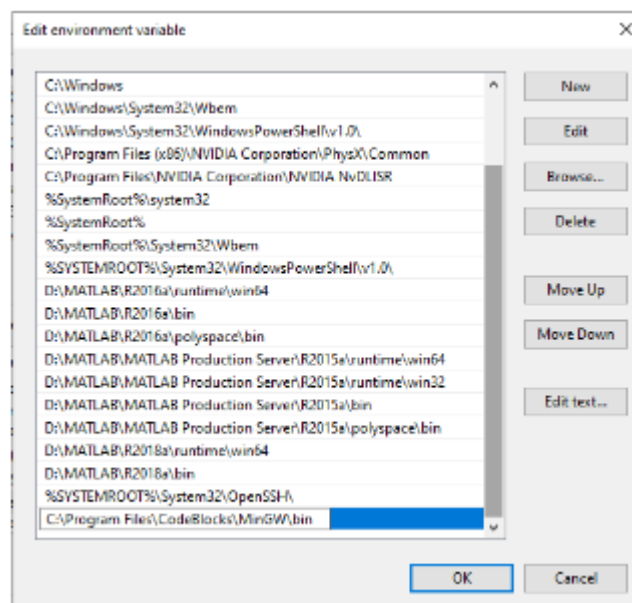 Edit environment variable
C:\Windows
C:\Windows\System32\Wbem
C:\Windows\System32\WindowsPowerShell\v1.0\
C:\Program Files (x86)\NVIDIA Corporation\PhysX\Common
C:\Program Files\NVIDIA Corporation\NVIDIA NvDLISR
%SystemRoot%\system32
%SystemRoot%
%SystemRoot%\System32\Wbem
%SYSTEMROOT%\System32\WindowsPowerShell\v1.0\
D:\MATLAB\R2016a\runtime\win64
D:\MATLAB\R2016a\bin
D:\MATLAB\R2016a\polyspace\bin
D:\MATLAB\MATLAB Production Server\R2015a\runtime\win64
D:\MATLAB\MATLAB Production Server\R2015a\runtime\win32
D:\MATLAB\MATLAB Production Server\R2015a\bin
D:\MATLAB\MATLAB Production Server\R2015a\polyspace\bin
D:\MATLAB\R2018a\runtime\win64
D:\MATLAB\R2018a\bin
%SYSTEMROOT%\System32\OpenSSH\
C:\Program Files\CodeBlocks\MinGW\bin
New
Edit
Browse...
Delete
Move Up
Move Down
Edit text...
OK
Cancel